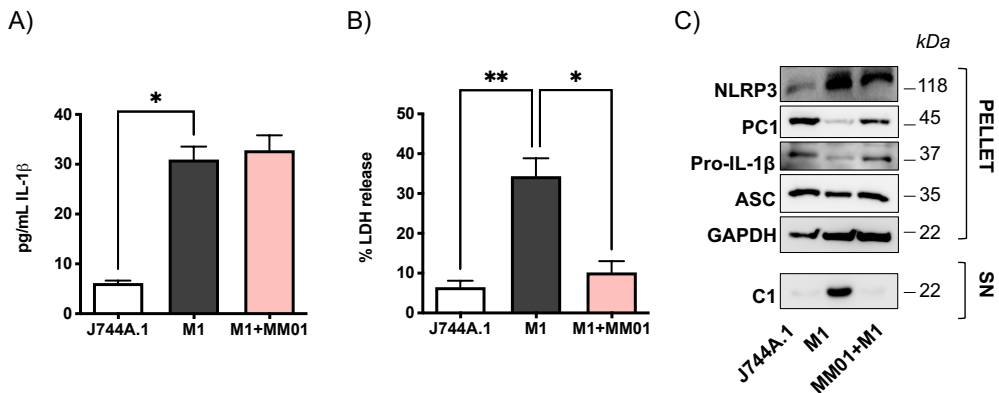 A)
pg/mL IL-1β
40
30
20
10
0
*
J744A.1 M1 M1+MM01
B)
% LDH release
50
40
30
20
10
0
** *
J744A.1 M1 M1+MM01
C)
kDa
NLRP3 118
PC1 45
Pro-IL-1β 37
ASC 35
GAPDH 22
PELLET
C1 22
SN
J744A.1 M1 MM01+M1